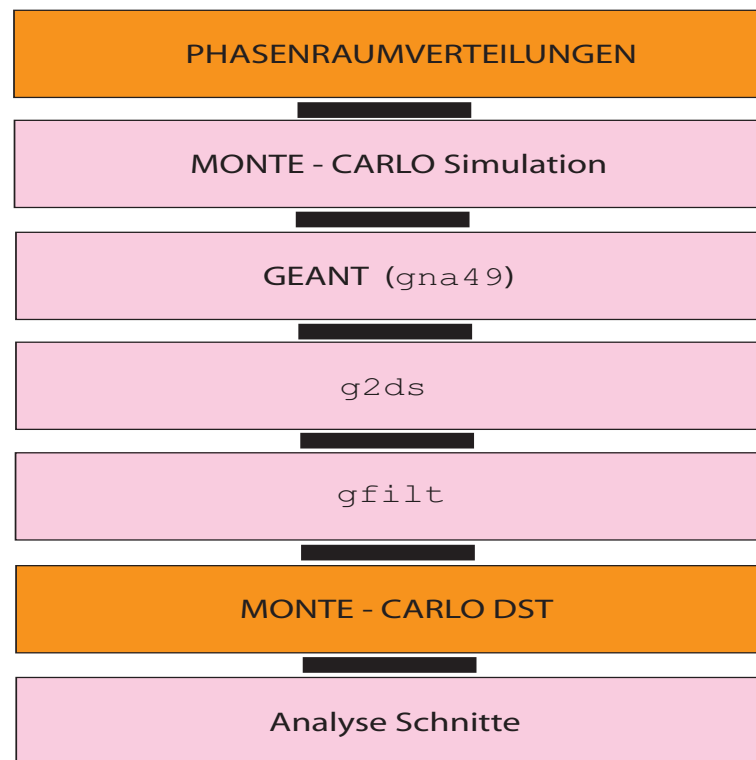 PHASENRAUMVERTEILUNGEN
MONTE - CARLO Simulation
GEANT (gna49)
g2ds
gfilt
MONTE - CARLO DST
Analyse Schnitte